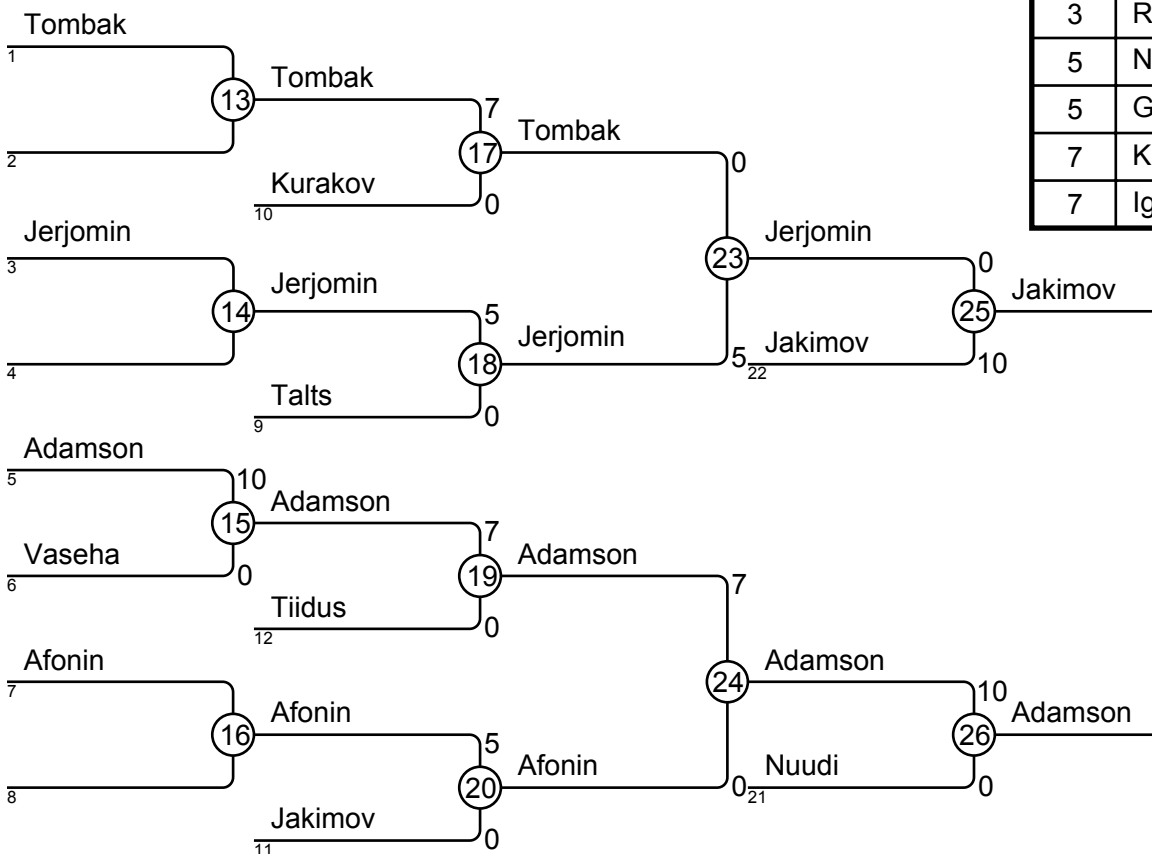 3 R
5 N
5 G
7 K
7 Ig
Tombak
1
13
2
Tombak
7
17
Kurakov
10
0
Tombak
0
Jerjomin
3
14
4
Jerjomin
5
18
Talts
9
0
Jerjomin
5
23
Jerjomin
0
Jakimov
22
10
25
Jakimov
Adamson
5
10
15
Vaseha
6
0
Adamson
7
19
Tiidus
12
0
Adamson
7
Afonin
7
16
8
Afonin
5
20
Jakimov
11
0
Afonin
0
24
Adamson
10
Nuudi
21
0
26
Adamson